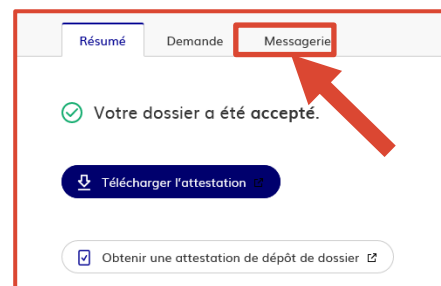 Résumé Demande Messagerie
Votre dossier a été accepté.
Télécharger l'attestation
Obtenir une attestation de dépôt de dossier